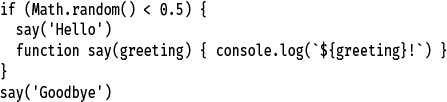 if (Math.random() < 0.5) {
  say('Hello')
  function say(greeting) { console.log(`${greeting}!`) }
}
say('Goodbye')